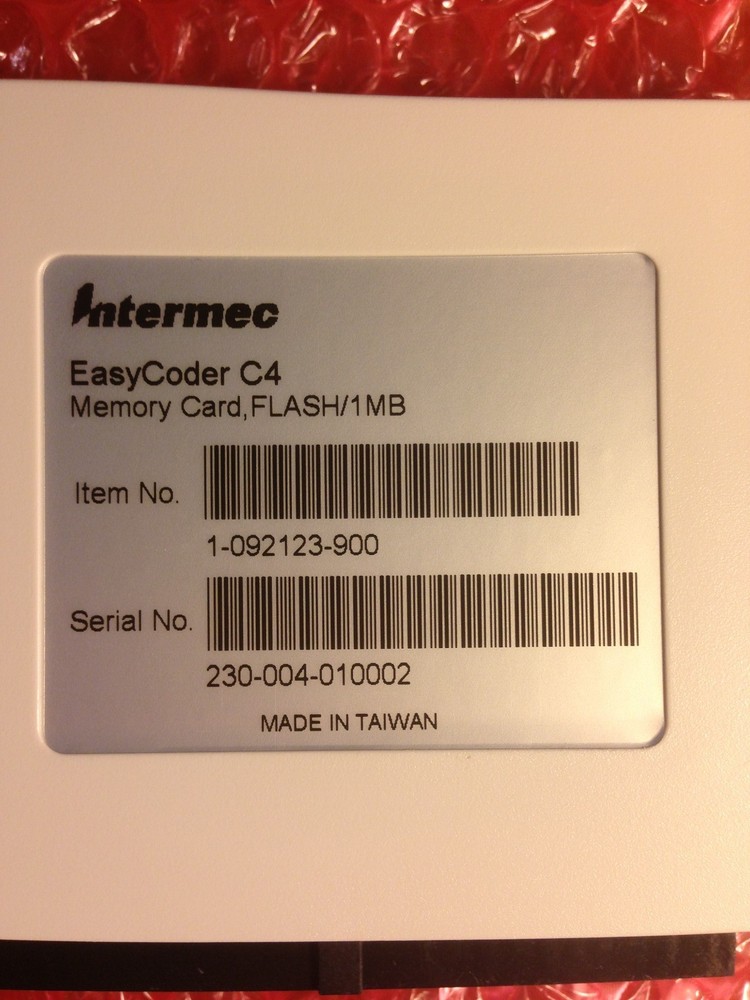 Intermec
EasyCoder C4
Memory Card,FLASH/1MB
Item No.
1-092123-900
Serial No.
230-004-010002
MADE IN TAIWAN